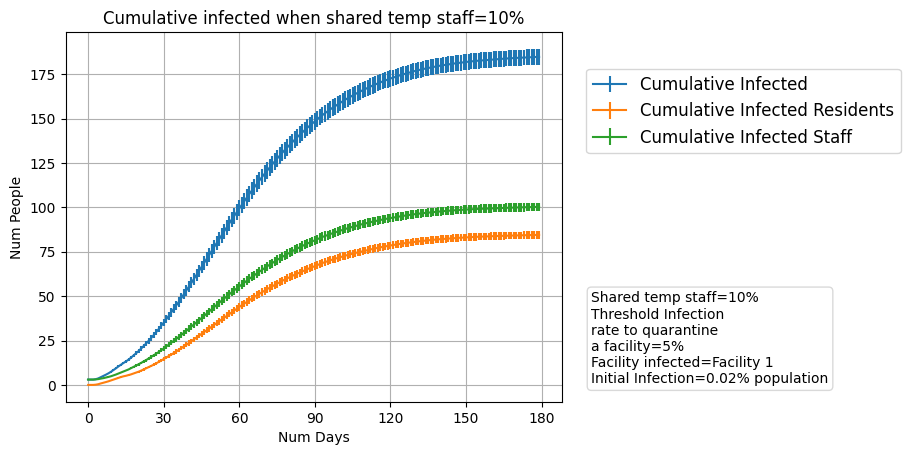 Cumulative infected when shared temp staff=10%
175
150
125
100
75
50
25
0
Num People
0 30 60 90 120 150 180
Num Days
Cumulative Infected
Cumulative Infected Residents
Cumulative Infected Staff
Shared temp staff=10%
Threshold Infection
rate to quarantine
a facility=5%
Facility infected=Facility 1
Initial Infection=0.02% population